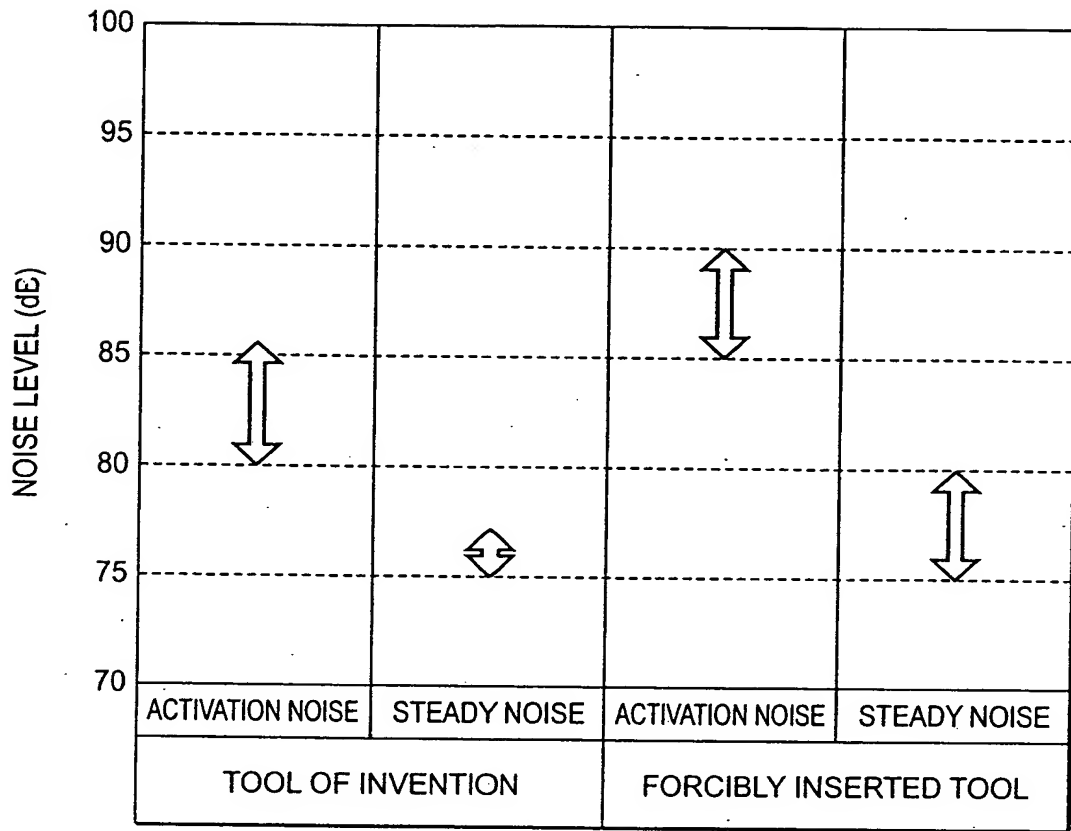 100
95
90
85
80
75
70
NOISE LEVEL (dB)
ACTIVATION NOISE STEADY NOISE ACTIVATION NOISE STEADY NOISE
TOOL OF INVENTION FORCIBLY INSERTED TOOL